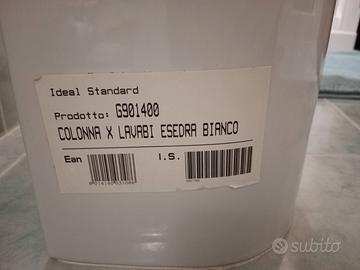 Ideal Standard
Prodotto: G901400
COLONNA X LAVABI ESEDRA BIANCO
Ean
I.S.
subito